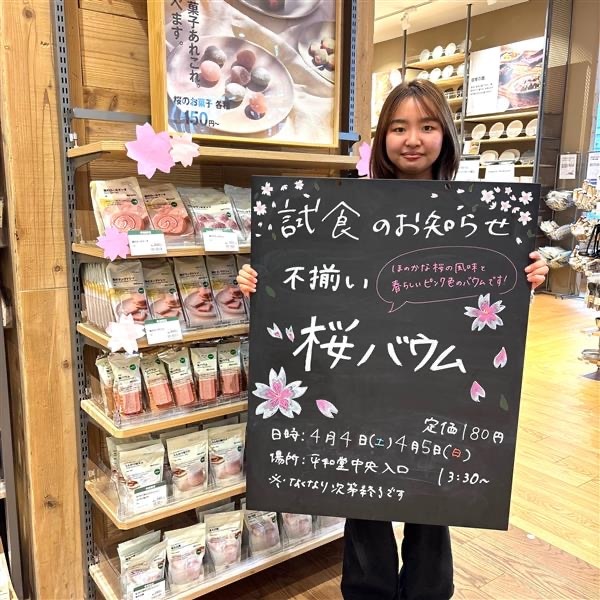 菓子あれこれ。
べます。
桜のお菓子 各種
150円~
試食のお知らせ
不揃い
ほのかな桜の風味と
春らしいピンク色のバウムです!
桜バウム
定価180円
日時:4月4日(土)4月5日(日)
場所:平和堂中央入口
13:30~
※なくなり次第終了です